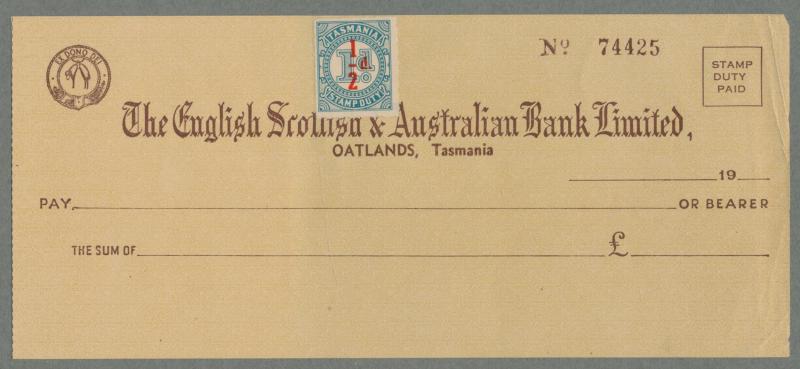 EX DONO DEI
TASMANIA
1d
1/2 d
STAMP DUTY
Nº 74425
STAMP
DUTY
PAID
The English Scottish & Australian Bank Limited,
OATLANDS, Tasmania
19
PAY OR BEARER
THE SUM OF £